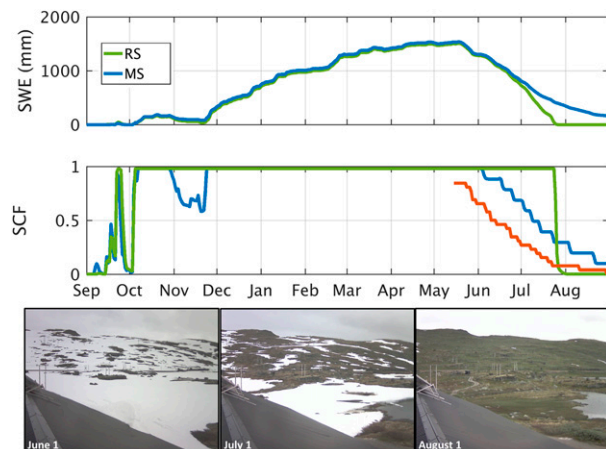 2000
1000
0
SWE (mm)
RS
MS
1
0.5
0
SCF
Sep Oct Nov Dec Jan Feb Mar Apr May Jun Jul Aug
June 1
July 1
August 1